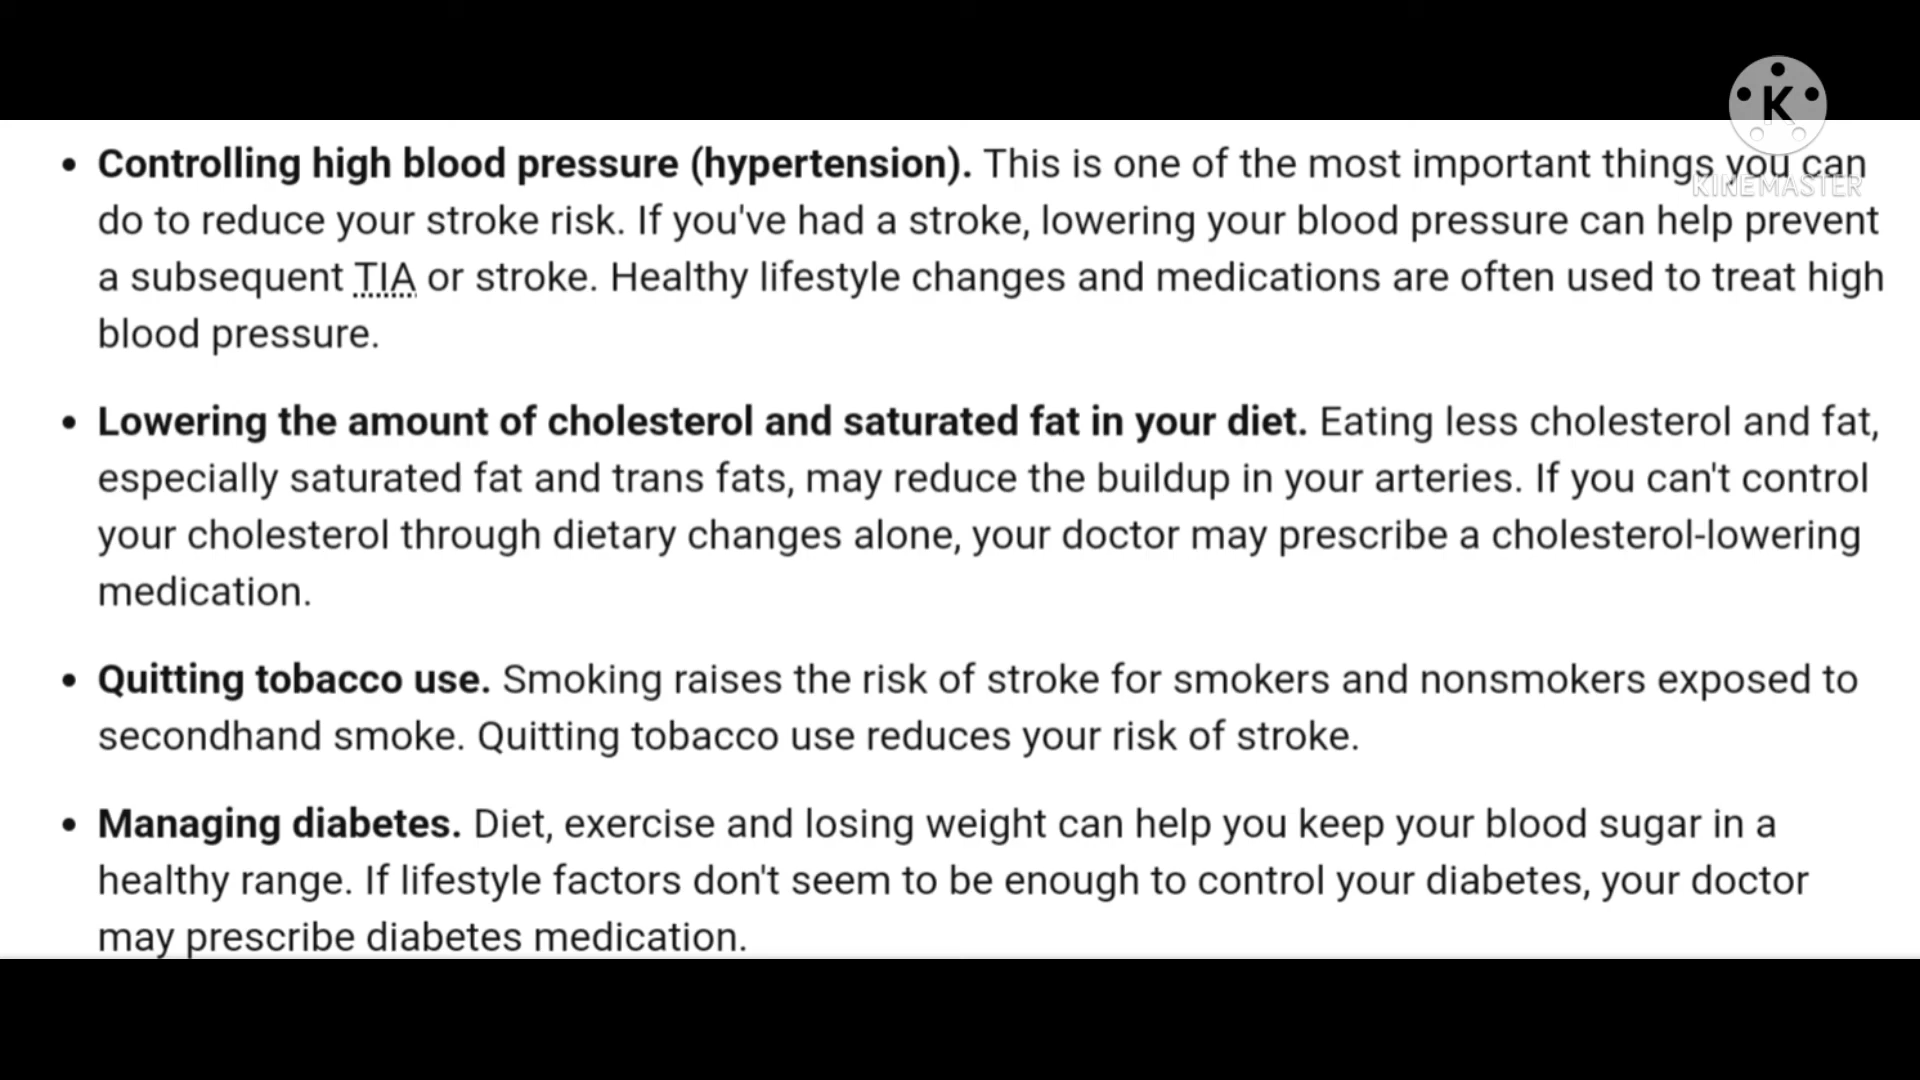 K
KINEMASTER
• Controlling high blood pressure (hypertension). This is one of the most important things you can
do to reduce your stroke risk. If you've had a stroke, lowering your blood pressure can help prevent
a subsequent TIA or stroke. Healthy lifestyle changes and medications are often used to treat high
blood pressure.
• Lowering the amount of cholesterol and saturated fat in your diet. Eating less cholesterol and fat,
especially saturated fat and trans fats, may reduce the buildup in your arteries. If you can't control
your cholesterol through dietary changes alone, your doctor may prescribe a cholesterol-lowering
medication.
• Quitting tobacco use. Smoking raises the risk of stroke for smokers and nonsmokers exposed to
secondhand smoke. Quitting tobacco use reduces your risk of stroke.
• Managing diabetes. Diet, exercise and losing weight can help you keep your blood sugar in a
healthy range. If lifestyle factors don't seem to be enough to control your diabetes, your doctor
may prescribe diabetes medication.